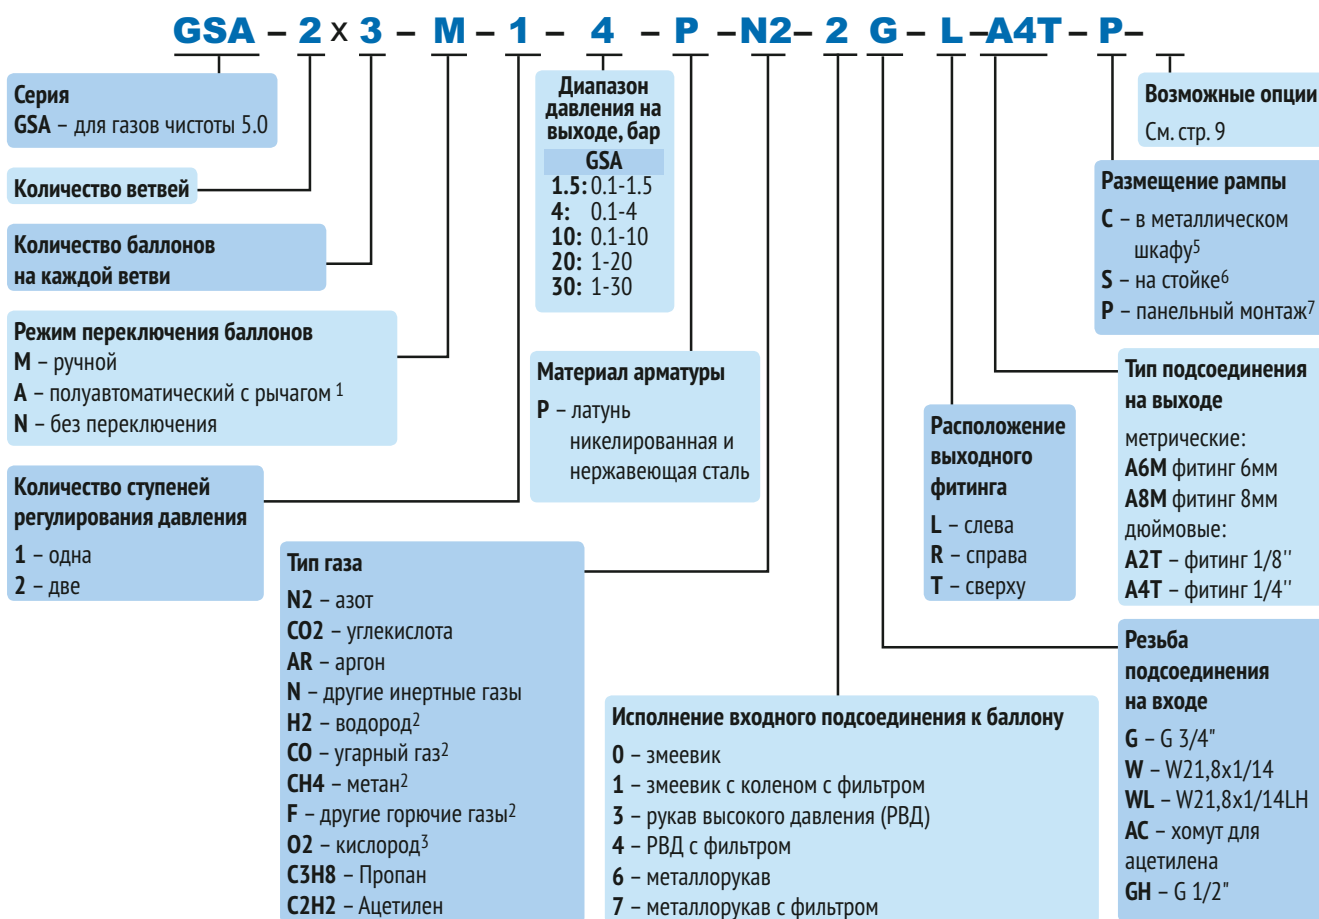 GSA – 2 x 3 – M – 1 – 4 – P – N2 – 2 G – L – A4T – P –
Серия
GSA – для газов чистоты 5.0
Количество ветвей
Количество баллонов
на каждой ветви
Режим переключения баллонов
M – ручной
A – полуавтоматический с рычагом 1
N – без переключения
Количество ступеней
регулирования давления
1 – одна
2 – две
Диапазон
давления на
выходе, бар
GSA
1.5: 0.1-1.5
4: 0.1-4
10: 0.1-10
20: 1-20
30: 1-30
Материал арматуры
P – латунь
никелированная и
нержавеющая сталь
Тип газа
N2 – азот
CO2 – углекислота
AR – аргон
N – другие инертные газы
H2 – водород2
CO – угарный газ2
CH4 – метан2
F – другие горючие газы2
O2 – кислород3
C3H8 – Пропан
C2H2 – Ацетилен
Исполнение входного подсоединения к баллону
0 – змеевик
1 – змеевик с коленом с фильтром
3 – рукав высокого давления (РВД)
4 – РВД с фильтром
6 – металлорукав
7 – металлорукав с фильтром
Расположение
выходного
фитинга
L – слева
R – справа
T – сверху
Возможные опции
См. стр. 9
Размещение рампы
C – в металлическом
шкафу5
S – на стойке6
P – панельный монтаж7
Тип подсоединения
на выходе
метрические:
A6M фитинг 6мм
A8M фитинг 8мм
дюймовые:
A2T – фитинг 1/8''
A4T – фитинг 1/4''
Резьба
подсоединения
на входе
G – G 3/4"
W – W21,8x1/14
WL – W21,8x1/14LH
AC – хомут для
ацетилена
GH – G 1/2"